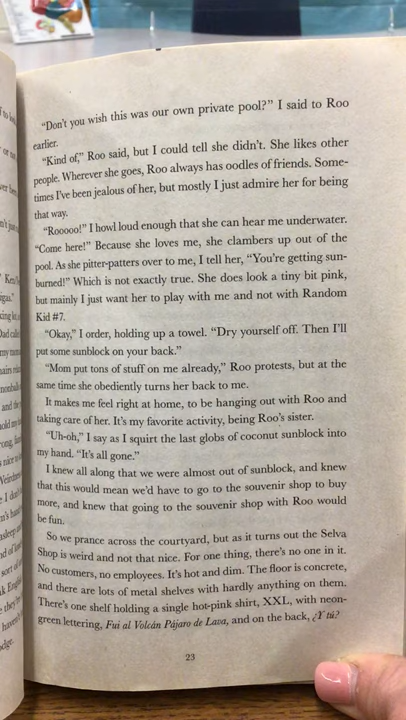 "Don't you wish this was our own private pool?" I said to Roo
earlier.
"Kind of," Roo said, but I could tell she didn't. She likes other
people. Wherever she goes, Roo always has oodles of friends. Some-
times I've been jealous of her, but mostly I just admire her for being
that way.
"Rooooo!" I howl loud enough that she can hear me underwater.
"Come here!" Because she loves me, she clambers up out of the
pool. As she pitter-patters over to me, I tell her, "You're getting sun-
burned!" Which is not exactly true. She does look a tiny bit pink,
but mainly I just want her to play with me and not with Random
Kid #7.
"Okay," I order, holding up a towel. "Dry yourself off. Then I'll
put some sunblock on your back."
"Mom put tons of stuff on me already," Roo protests, but at the
same time she obediently turns her back to me.
It makes me feel right at home, to be hanging out with Roo and
taking care of her. It's my favorite activity, being Roo's sister.
"Uh-oh," I say as I squirt the last globs of coconut sunblock into
my hand. "It's all gone."
I knew all along that we were almost out of sunblock, and knew
that this would mean we'd have to go to the souvenir shop to buy
more, and knew that going to the souvenir shop with Roo would
be fun.
So we prance across the courtyard, but as it turns out the Selva
Shop is weird and not that nice. For one thing, there's no one in it.
No customers, no employees. It's hot and dim. The floor is concrete,
and there are lots of metal shelves with hardly anything on them.
There's one shelf holding a single hot-pink shirt, XXL, with neon-
green lettering, Fui al Volcán Pájaro de Lava, and on the back, ¿Y tú?
23